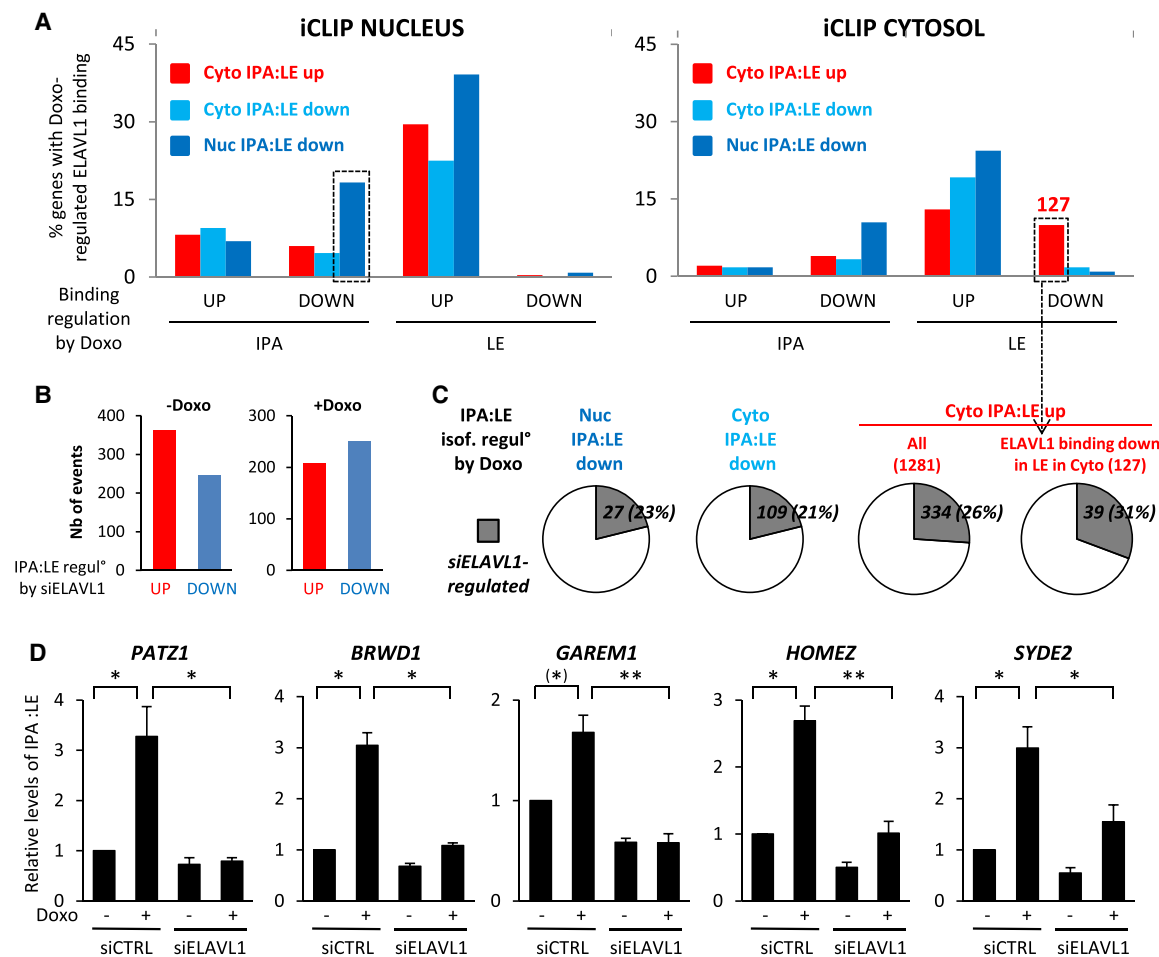 A
iCLIP NUCLEUS
iCLIP CYTOSOL
% genes with Doxo-
regulated ELAVL1 binding
45
30
15
0
Cyto IPA:LE up
Cyto IPA:LE down
Nuc IPA:LE down
45
30
15
0
Cyto IPA:LE up
Cyto IPA:LE down
Nuc IPA:LE down
127
Binding
regulation
by Doxo
UP DOWN UP DOWN
IPA LE
UP DOWN UP DOWN
IPA LE
B
-Doxo
+Doxo
Nb of events
400
300
200
100
0
300
200
100
0
IPA:LE regul°
by siELAVL1
UP DOWN
UP DOWN
C
IPA:LE
isof. regul°
by Doxo
Nuc
IPA:LE
down
Cyto
IPA:LE
down
Cyto IPA:LE up
All
(1281)
ELAVL1 binding down
in LE in Cyto (127)
siELAVL1-
regulated
27 (23%)
109 (21%)
334 (26%)
39 (31%)
D
PATZ1
BRWD1
GAREM1
HOMEZ
SYDE2
* *
* *
(*) **
* **
* *
Relative levels of IPA :LE
4
3
2
1
0
4
3
2
1
0
2
1
0
3
2
1
0
4
3
2
1
0
Doxo - + - + - + - + - + - + - + - + - + - +
siCTRL siELAVL1 siCTRL siELAVL1 siCTRL siELAVL1 siCTRL siELAVL1 siCTRL siELAVL1